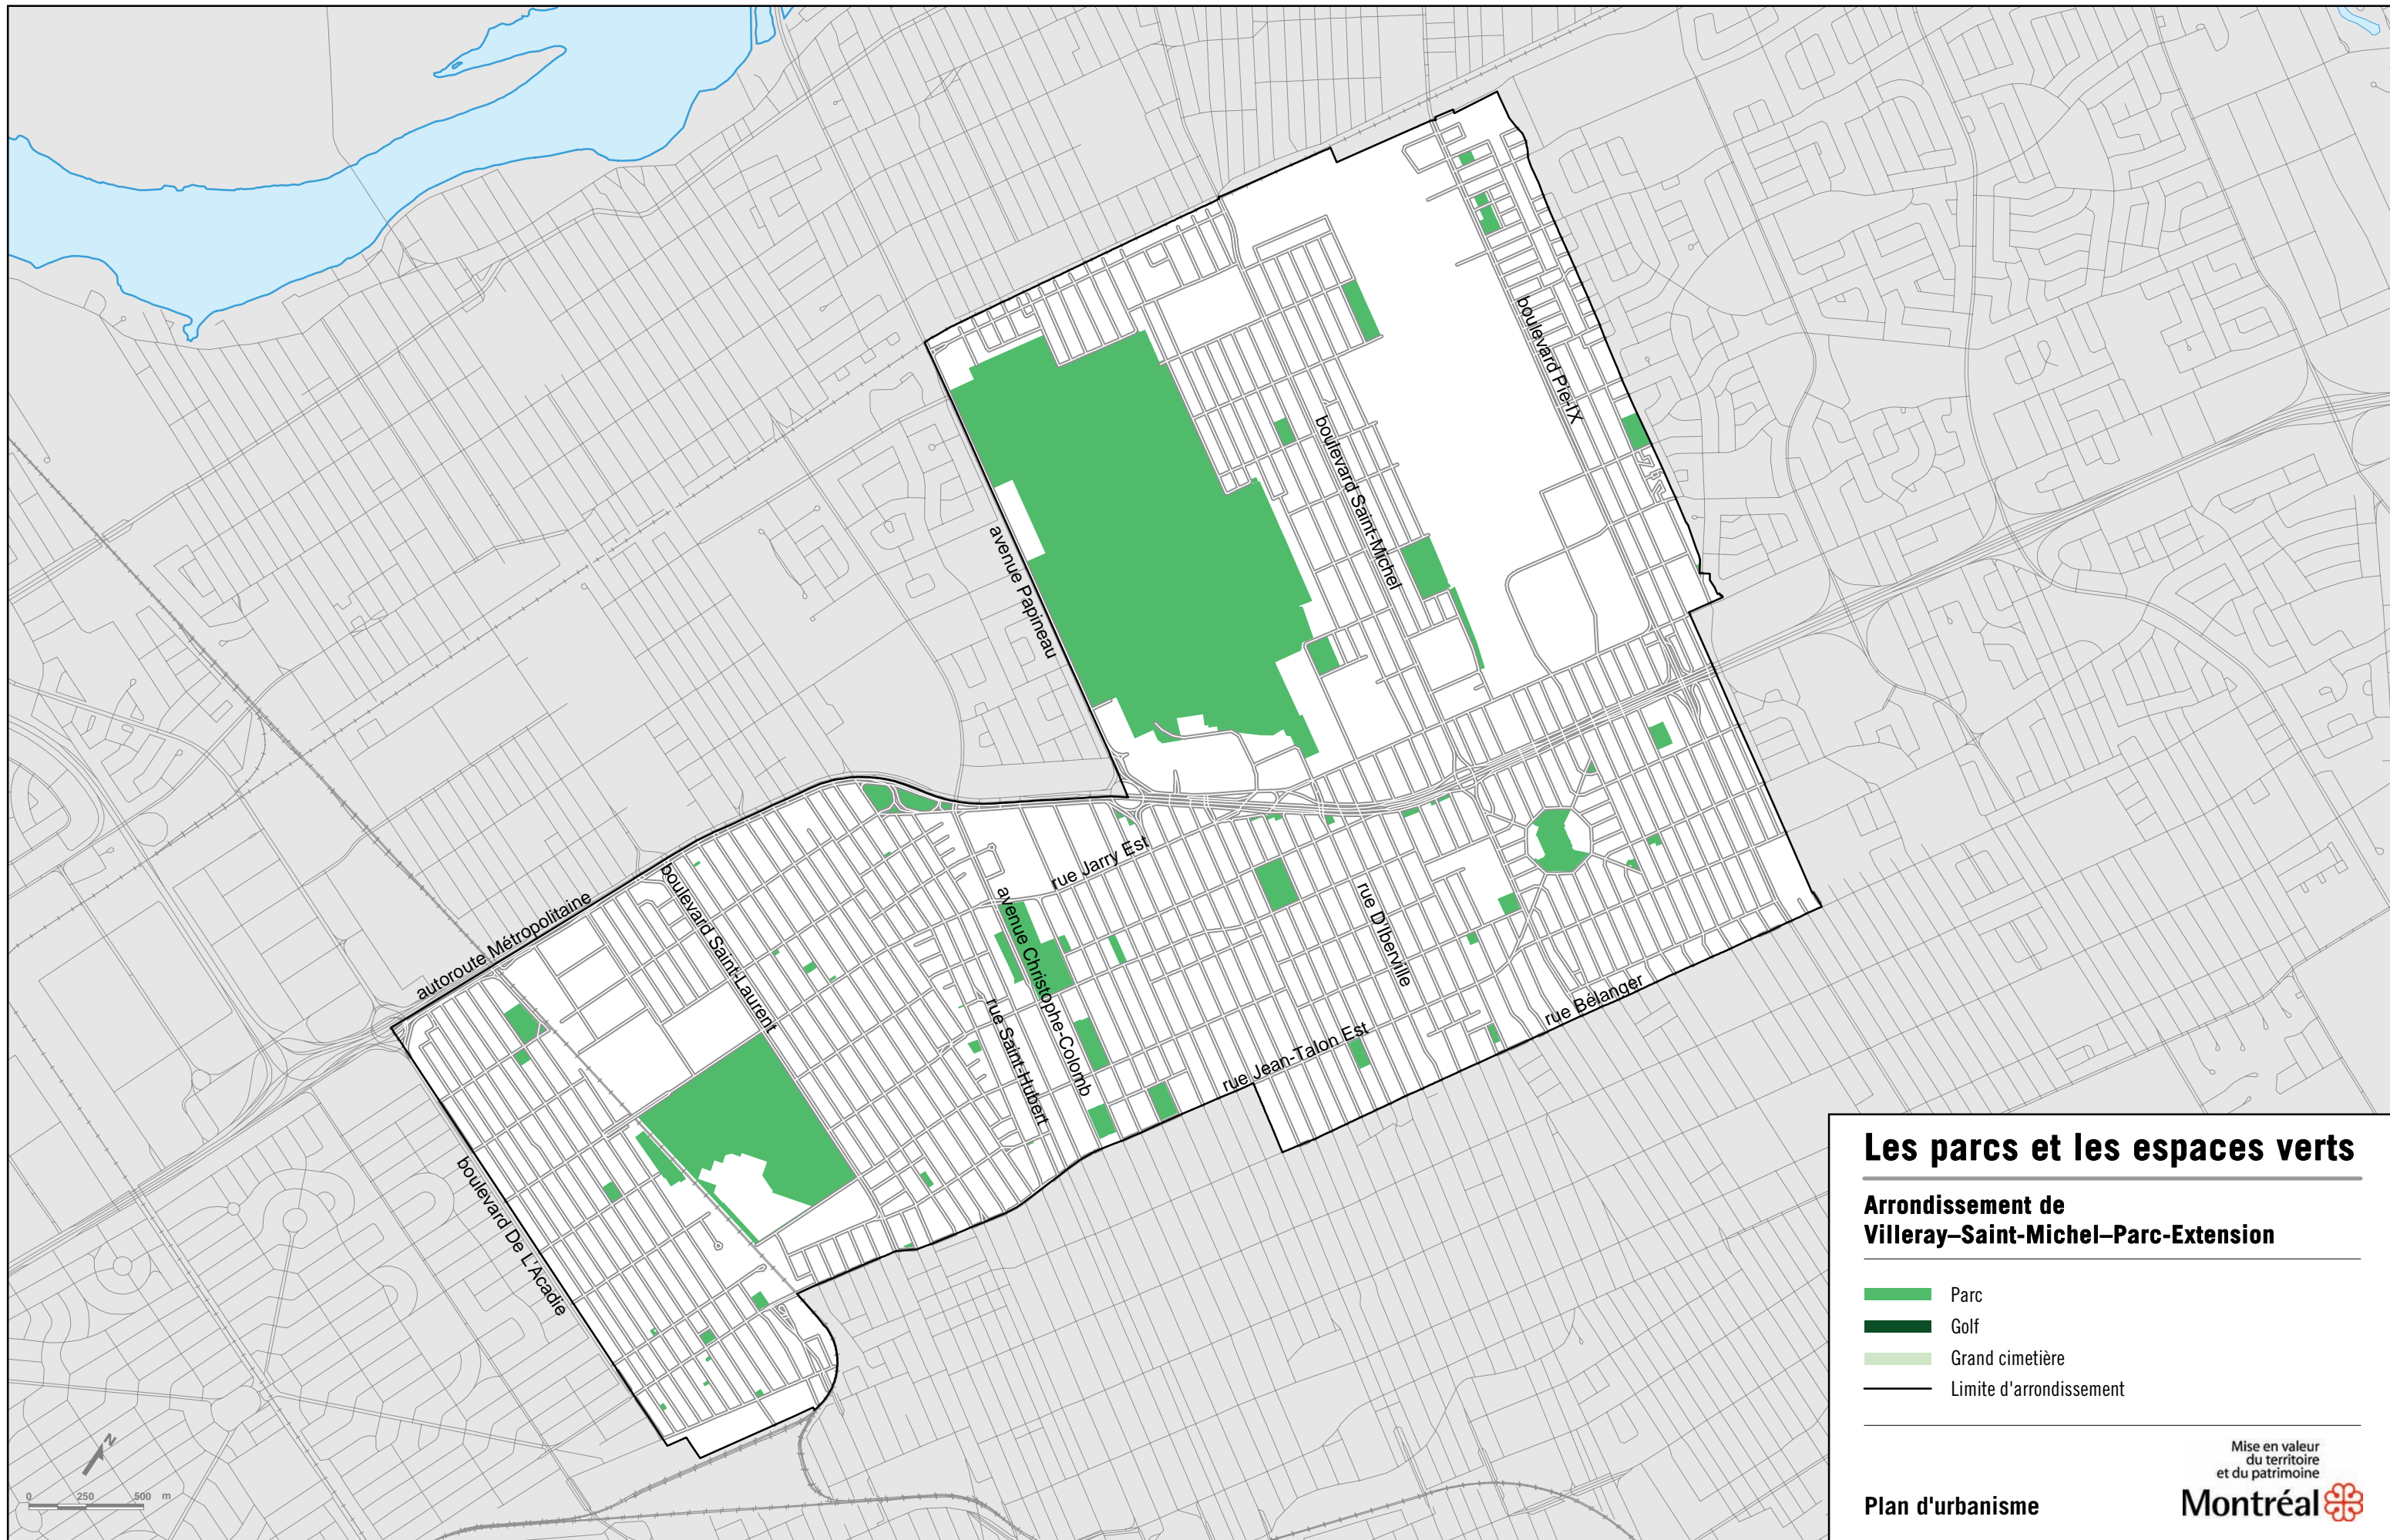 boulevard Pie-IX
boulevard Saint-Michel
avenue Papineau
rue Jarry Est
autoroute Métropolitaine
boulevard Saint-Laurent
avenue Christophe-Colomb
rue D'Iberville
rue Saint-Hubert
rue Bélanger
rue Jean-Talon Est
boulevard De L'Acadie
N
0 250 500 m
Les parcs et les espaces verts
Arrondissement de
Villeray–Saint-Michel–Parc-Extension
Parc
Golf
Grand cimetière
Limite d'arrondissement
Mise en valeur
du territoire
et du patrimoine
Plan d'urbanisme
Montréal